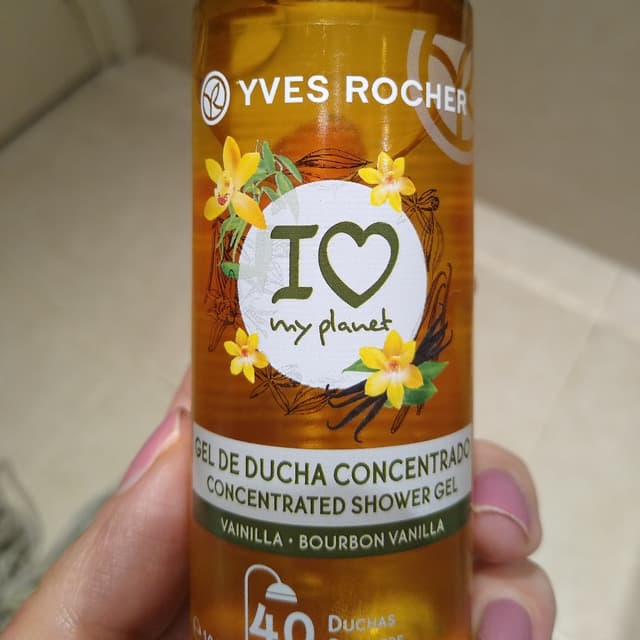 YVES ROCHER
I
my planet
GEL DE DUCHA CONCENTRADO
CONCENTRATED SHOWER GEL
VAINILLA • BOURBON VANILLA
40 DUCHAS